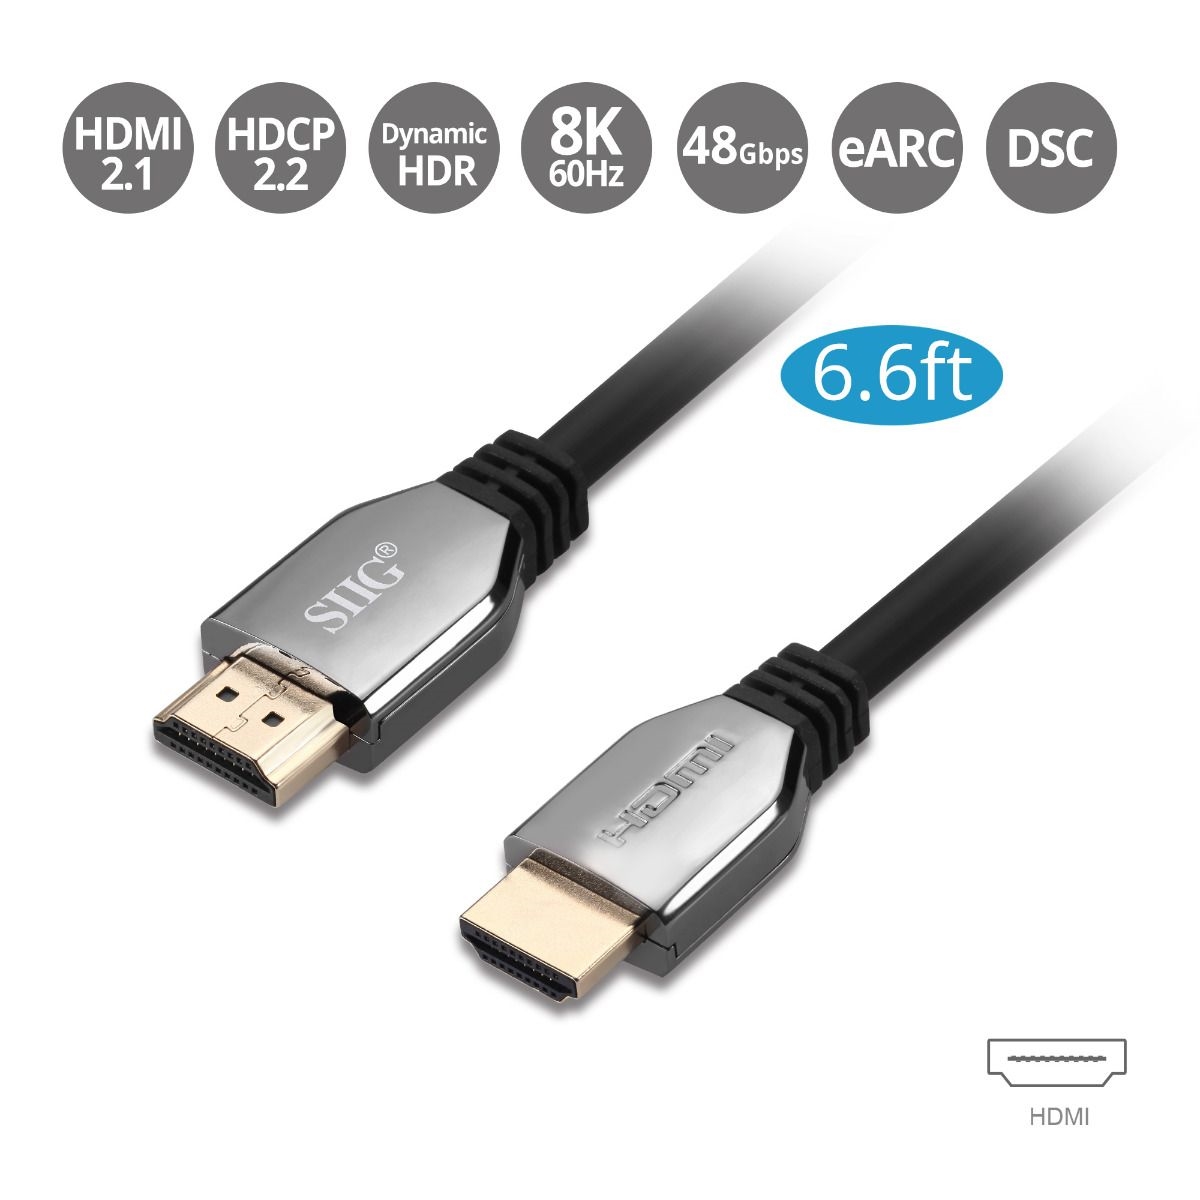 HDMI
2.1
HDCP
2.2
Dynamic
HDR
8K
60Hz
48Gbps
eARC
DSC
6.6ft
SIIG®
HDMI
HDMI